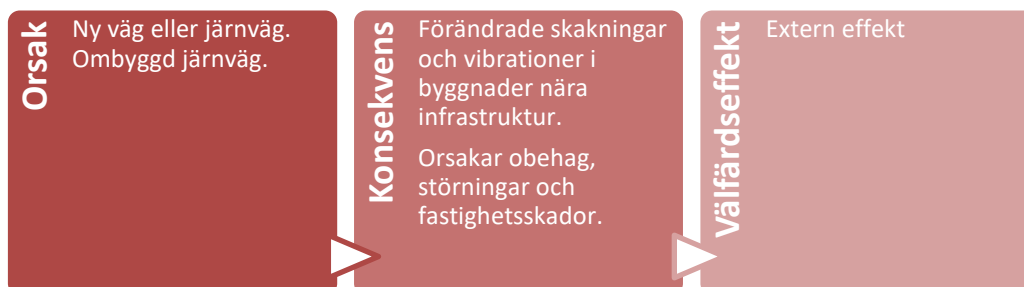 Orsak
Ny väg eller järnväg.
Ombyggd järnväg.
Konsekvens
Förändrade skakningar
och vibrationer i
byggnader nära
infrastruktur.
Orsakar obehag,
störningar och
fastighetsskador.
Välfärdseffekt
Extern effekt